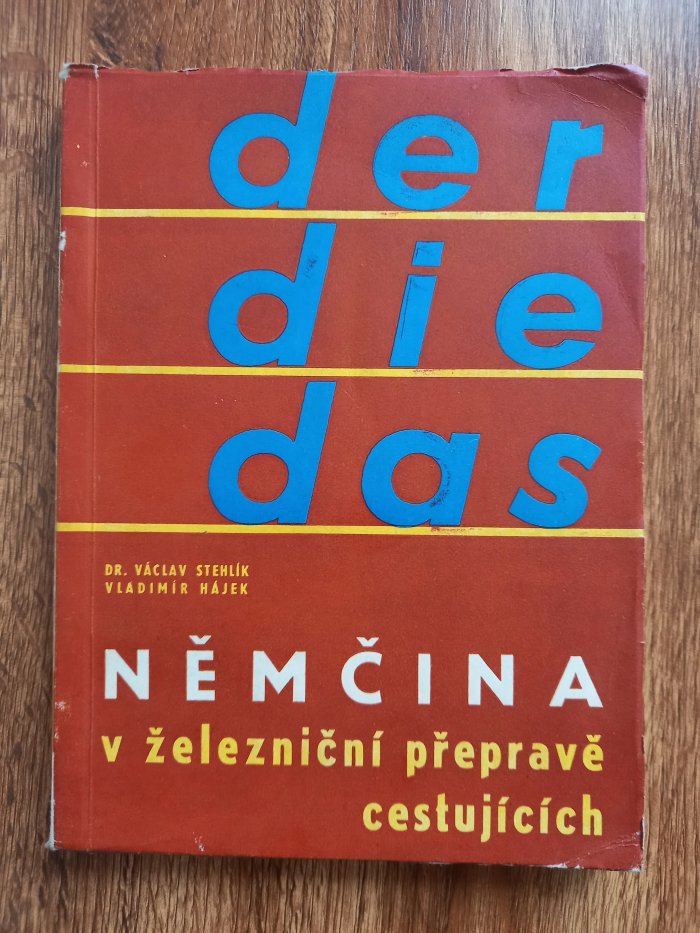 der
die
das
DR. VÁCLAV STEHLÍK
VLADIMÍR HÁJEK
NĚMČINA
v železniční přepravě
cestujících